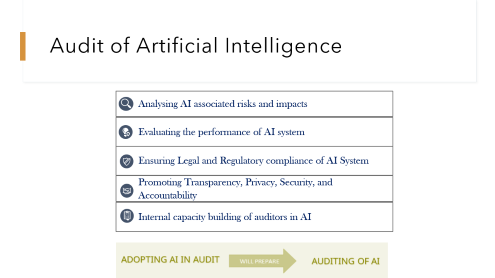 Audit of Artificial Intelligence
Analysing AI associated risks and impacts
Evaluating the performance of AI system
Ensuring Legal and Regulatory compliance of AI System
Promoting Transparency, Privacy, Security, and
Accountability
Internal capacity building of auditors in AI
ADOPTING AI IN AUDIT WILL PREPARE AUDITING OF AI